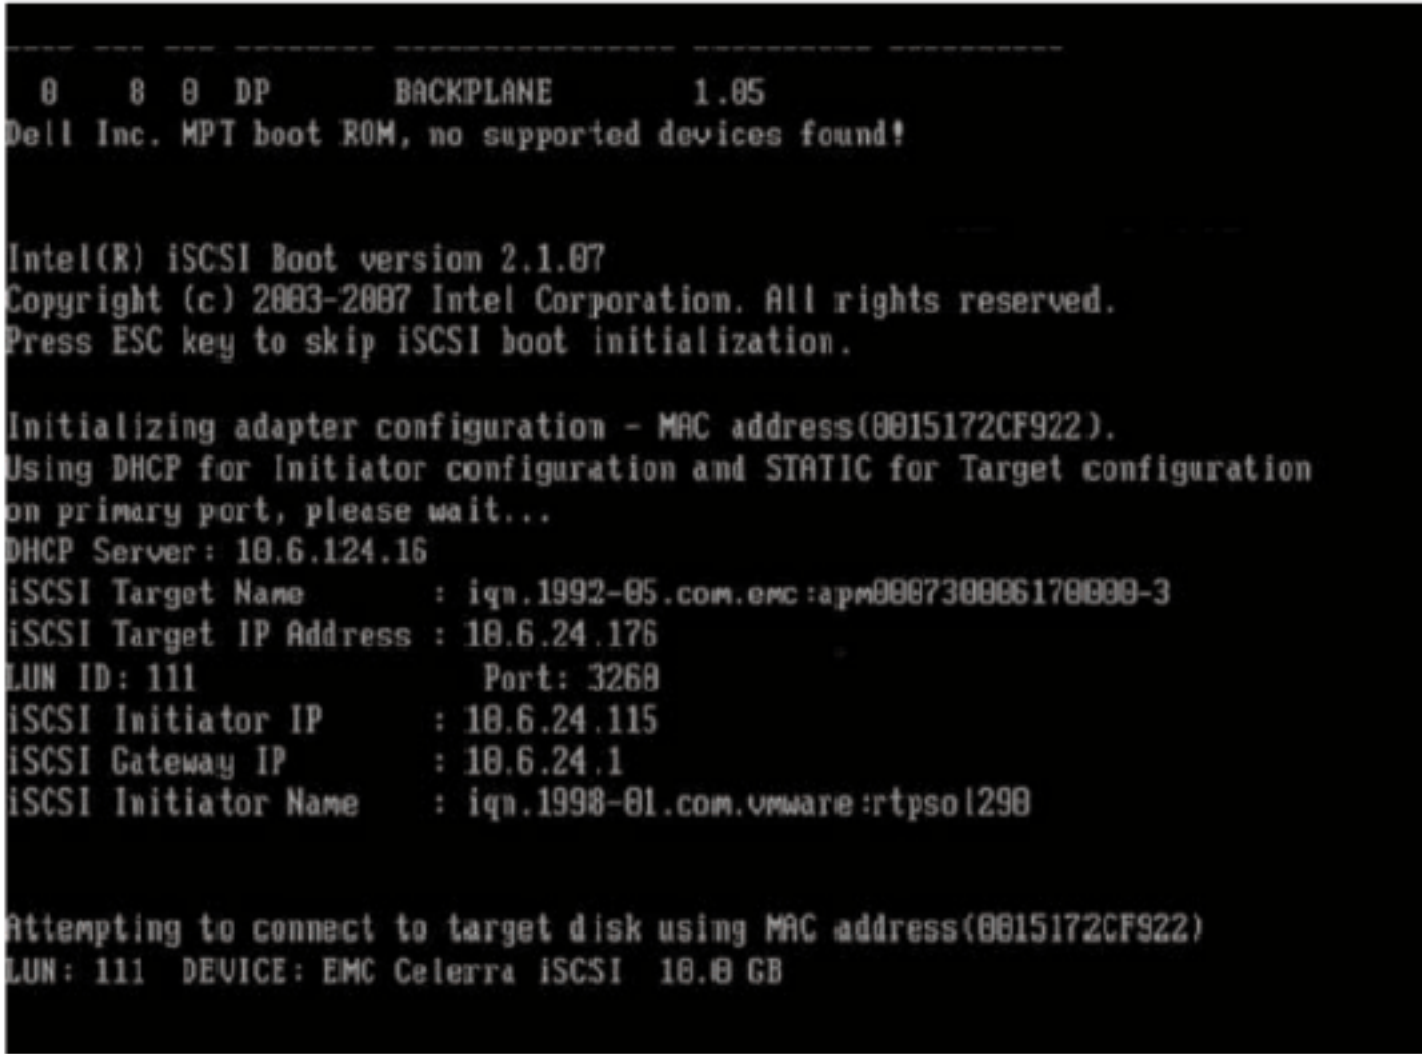 ---- --- --- -------- ---------------- ---------- ----------
0 8 0 DP BACKPLANE 1.05
Dell Inc. MPT boot ROM, no supported devices found!
Intel(R) iSCSI Boot version 2.1.07
Copyright (c) 2003-2007 Intel Corporation. All rights reserved.
Press ESC key to skip iSCSI boot initialization.
Initializing adapter configuration - MAC address(0015172CF922).
Using DHCP for Initiator configuration and STATIC for Target configuration
on primary port, please wait...
DHCP Server: 10.6.124.16
iSCSI Target Name : iqn.1992-05.com.emc:apm000730006170000-3
iSCSI Target IP Address : 10.6.24.176
LUN ID: 111 Port: 3260
iSCSI Initiator IP : 10.6.24.115
iSCSI Gateway IP : 10.6.24.1
iSCSI Initiator Name : iqn.1998-01.com.vmware:rtpsol290
Attempting to connect to target disk using MAC address(0015172CF922)
LUN: 111 DEVICE: EMC Celerra iSCSI 10.0 GB